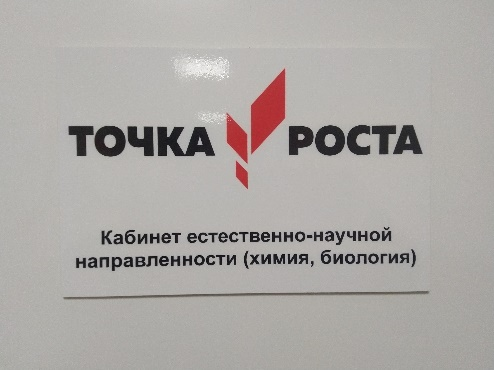 ТОЧКА РОСТА
Кабинет естественно-научной
направленности (химия, биология)